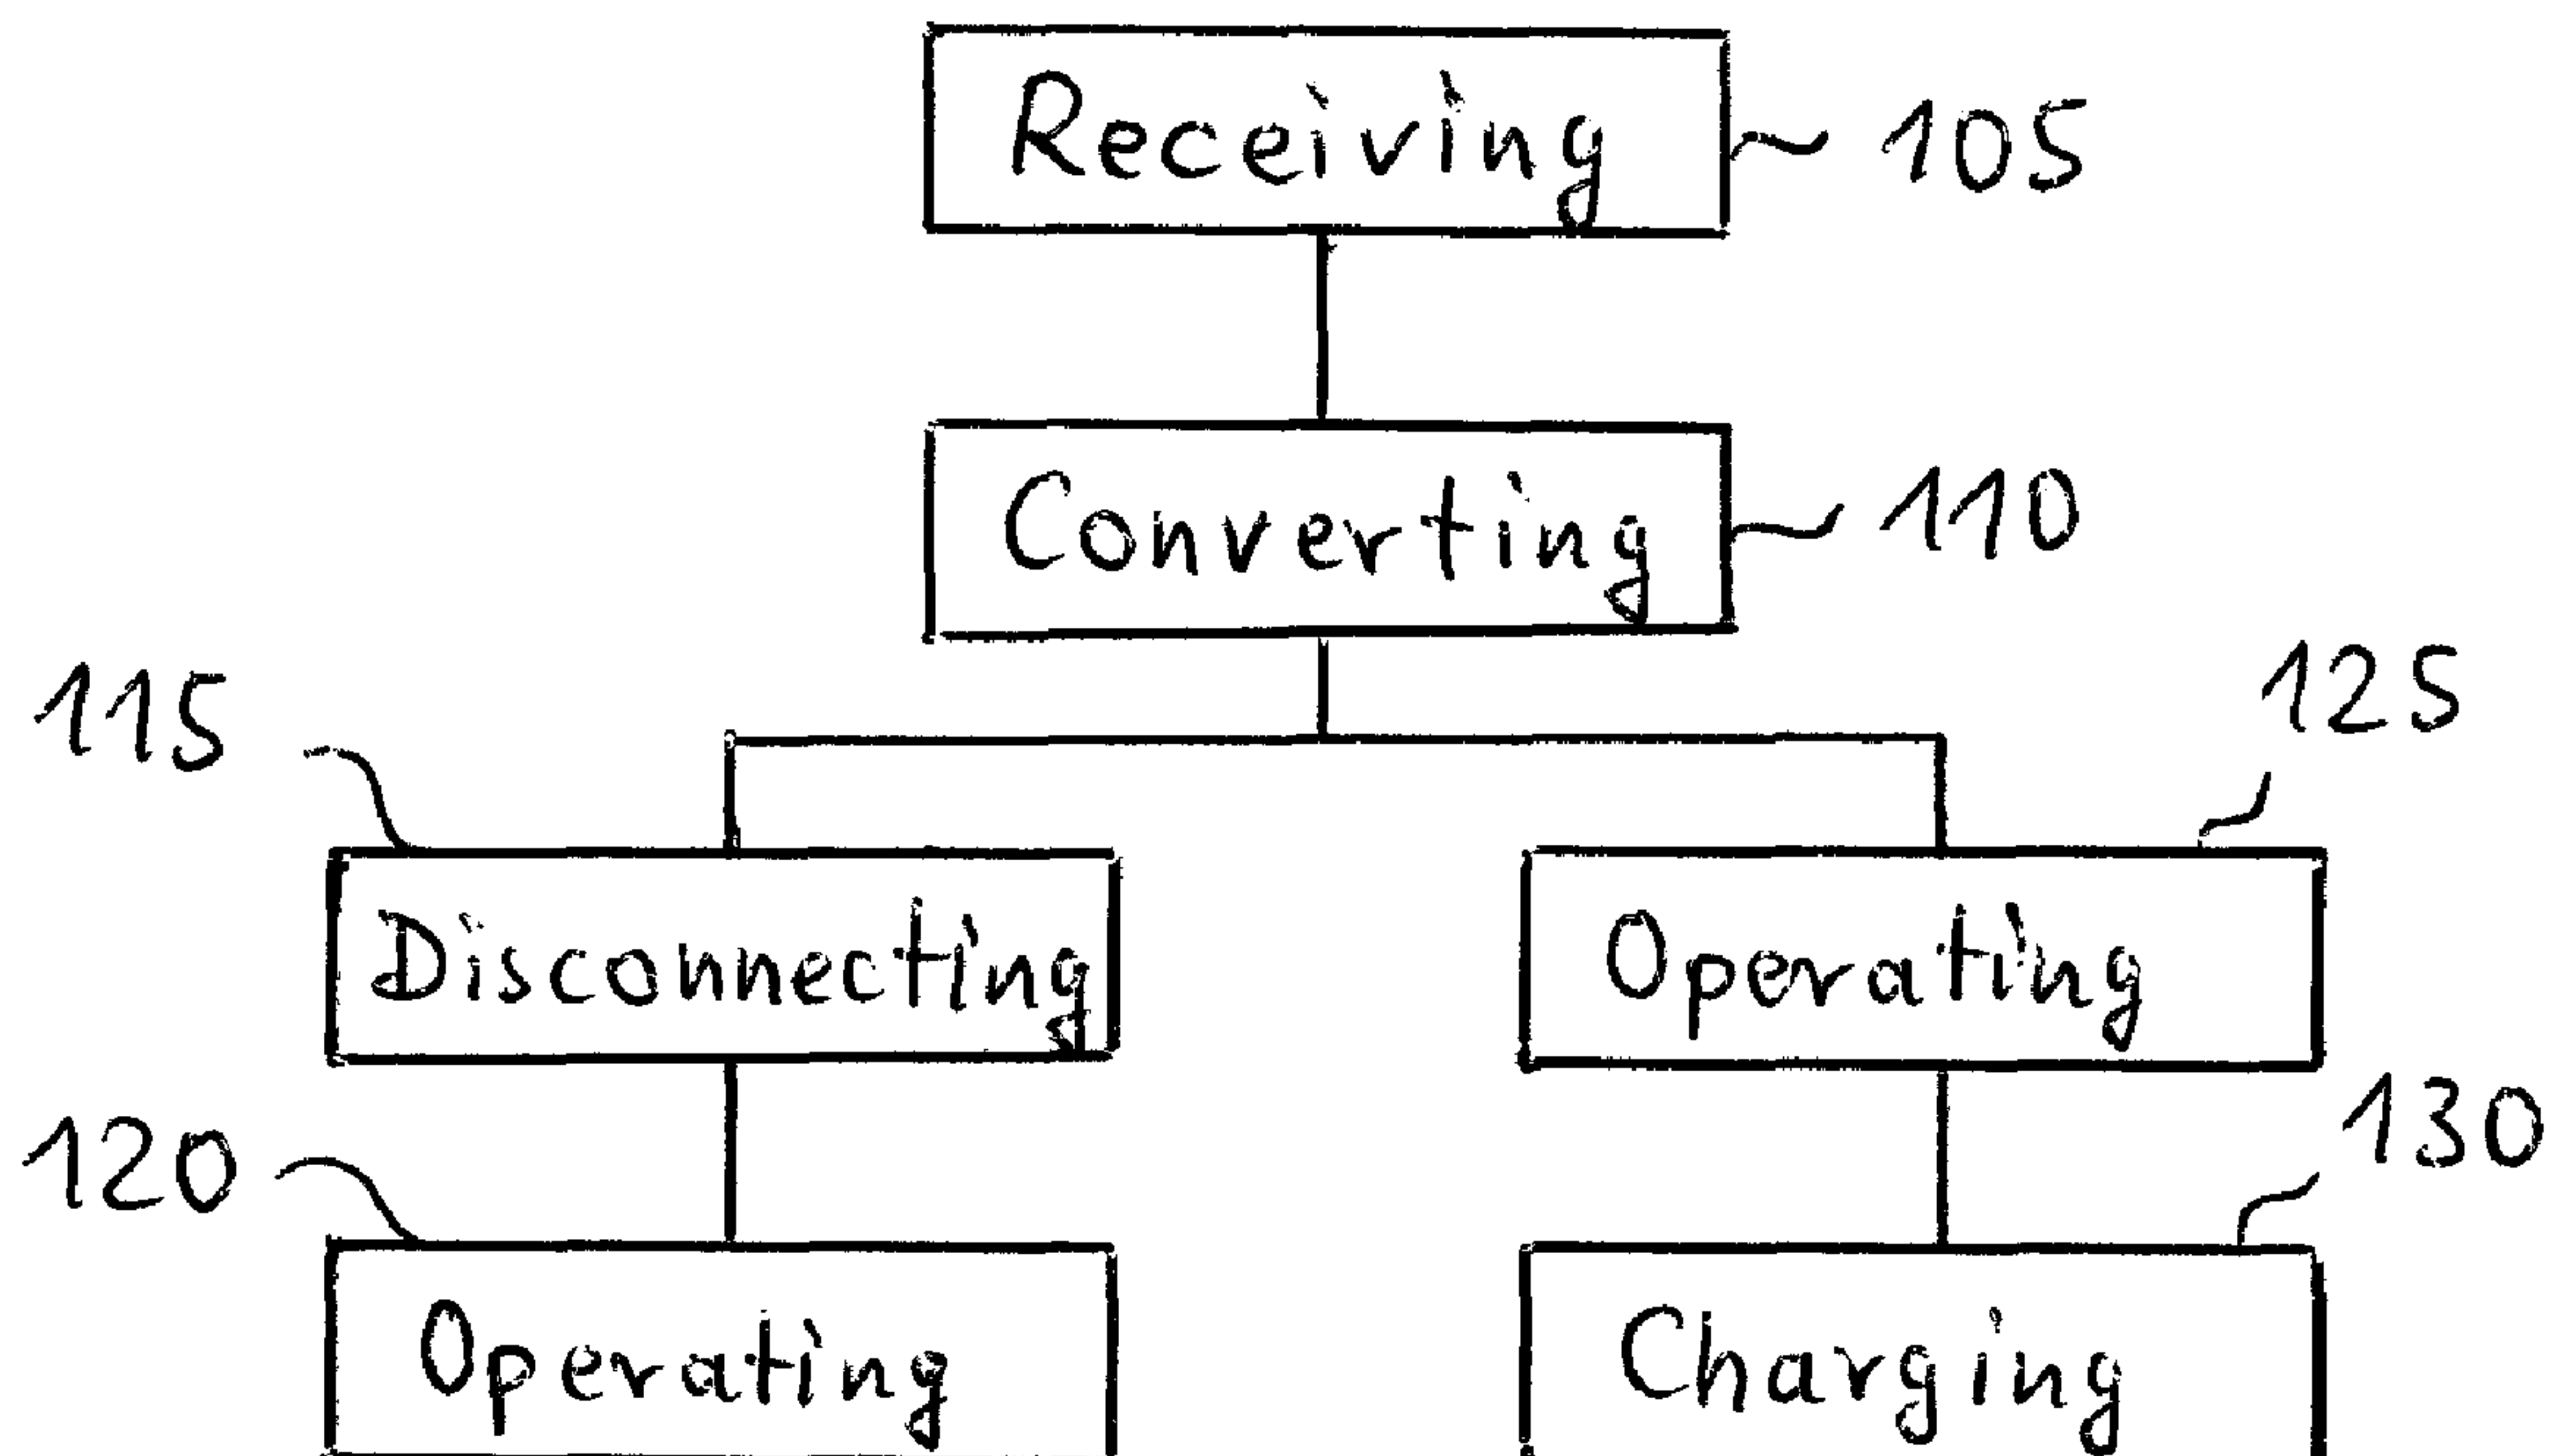 Receiving 105
Converting 110
115 125
Disconnecting Operating
120 130
Operating Charging